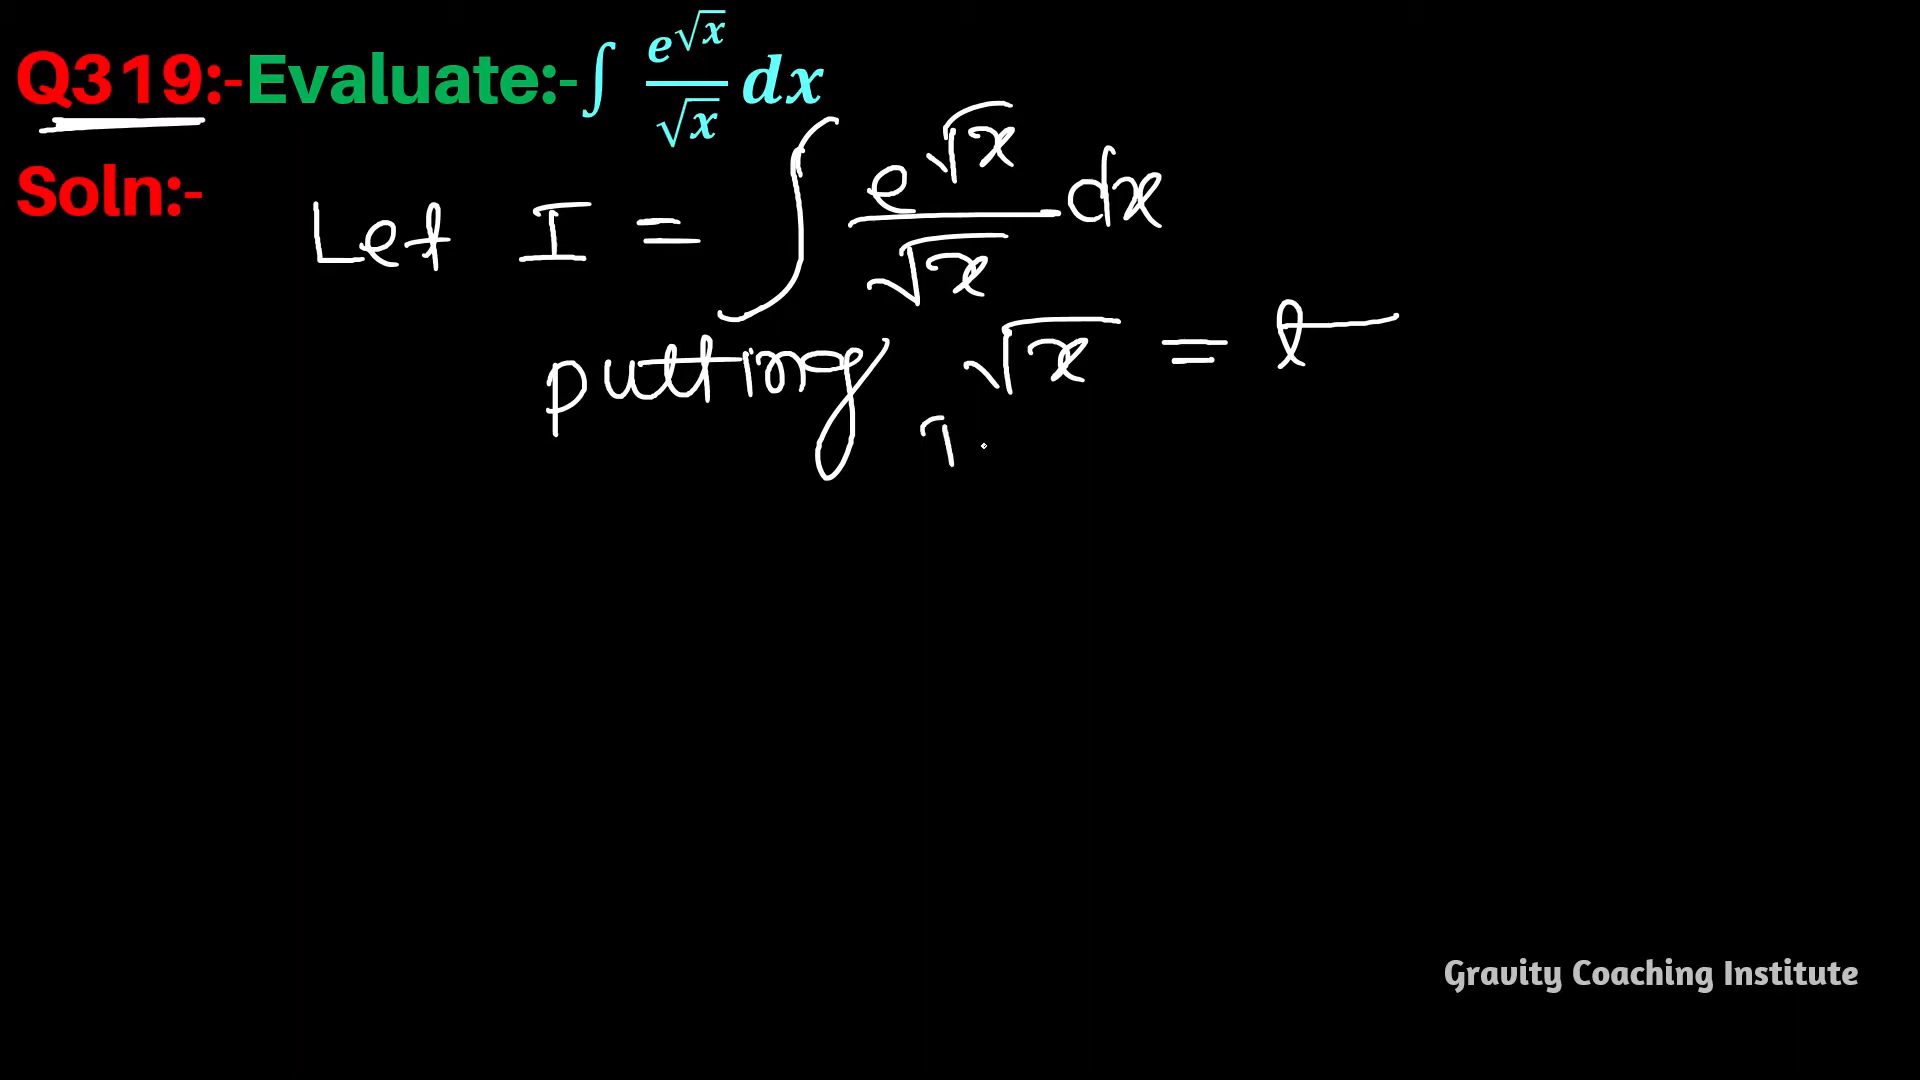 Q319:-Evaluate:-∫ e^√x/√x dx
Soln:- Let I = ∫ e^√x/√x dx
putting √x = t
Gravity Coaching Institute